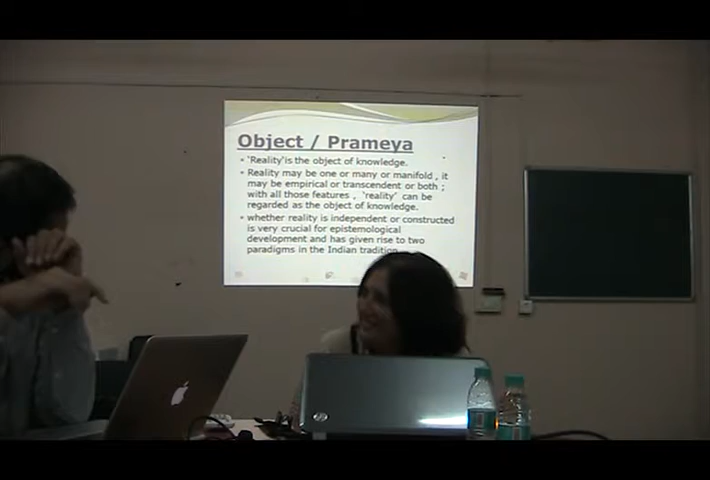 Object / Prameya
• 'Reality'is the object of knowledge.
• Reality may be one or many or manifold , it
may be empirical or transcendent or both ;
with all those features , 'reality' can be
regarded as the object of knowledge.
• whether reality is independent or constructed
is very crucial for epistemological
development and has given rise to two
paradigms in the Indian tradition.
hp